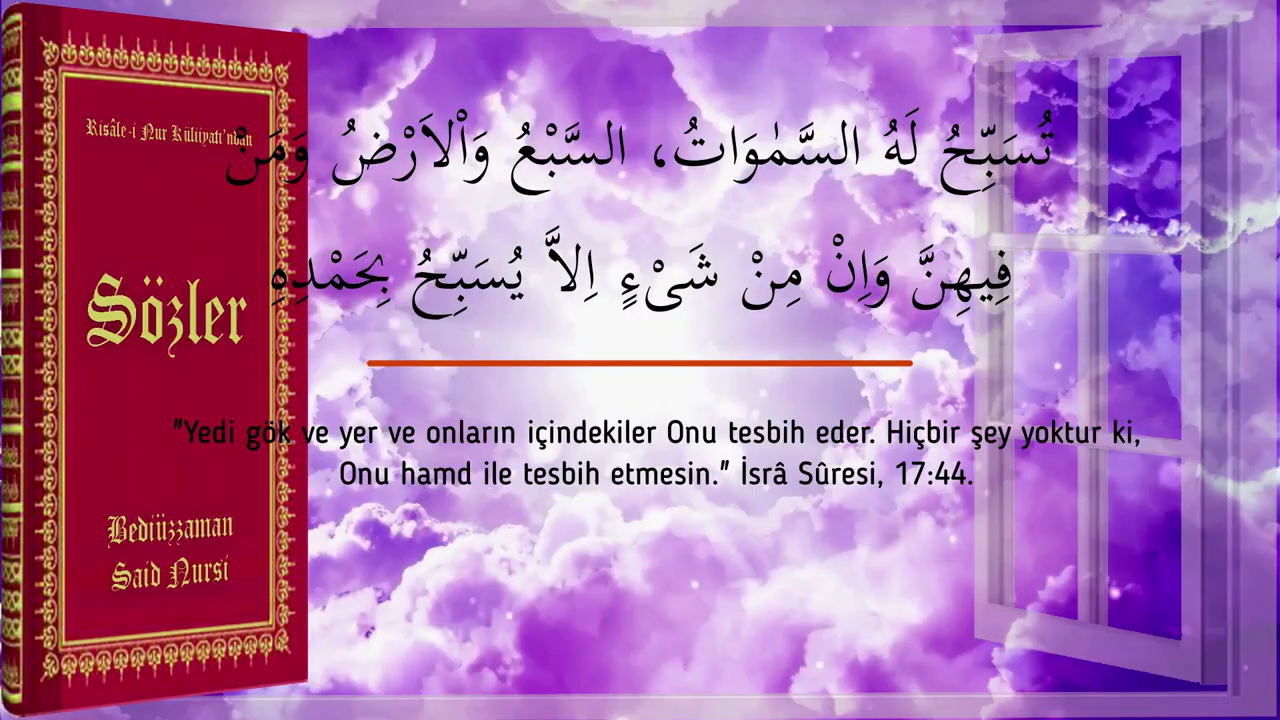 Risâle-i Nur Külliyatı'ndan
Sözler
Bediüzzaman
Said Nursi
تُسَبِّحُ لَهُ السَّمٰوَاتُ، السَّبْعُ وَاْلاَرْضُ وَمَنْ
فِيهِنَّ وَاِنْ مِنْ شَىْءٍ اِلاَّ يُسَبِّحُ بِحَمْدِهِ
"Yedi gök ve yer ve onların içindekiler Onu tesbih eder. Hiçbir şey yoktur ki,
Onu hamd ile tesbih etmesin." İsrâ Sûresi, 17:44.